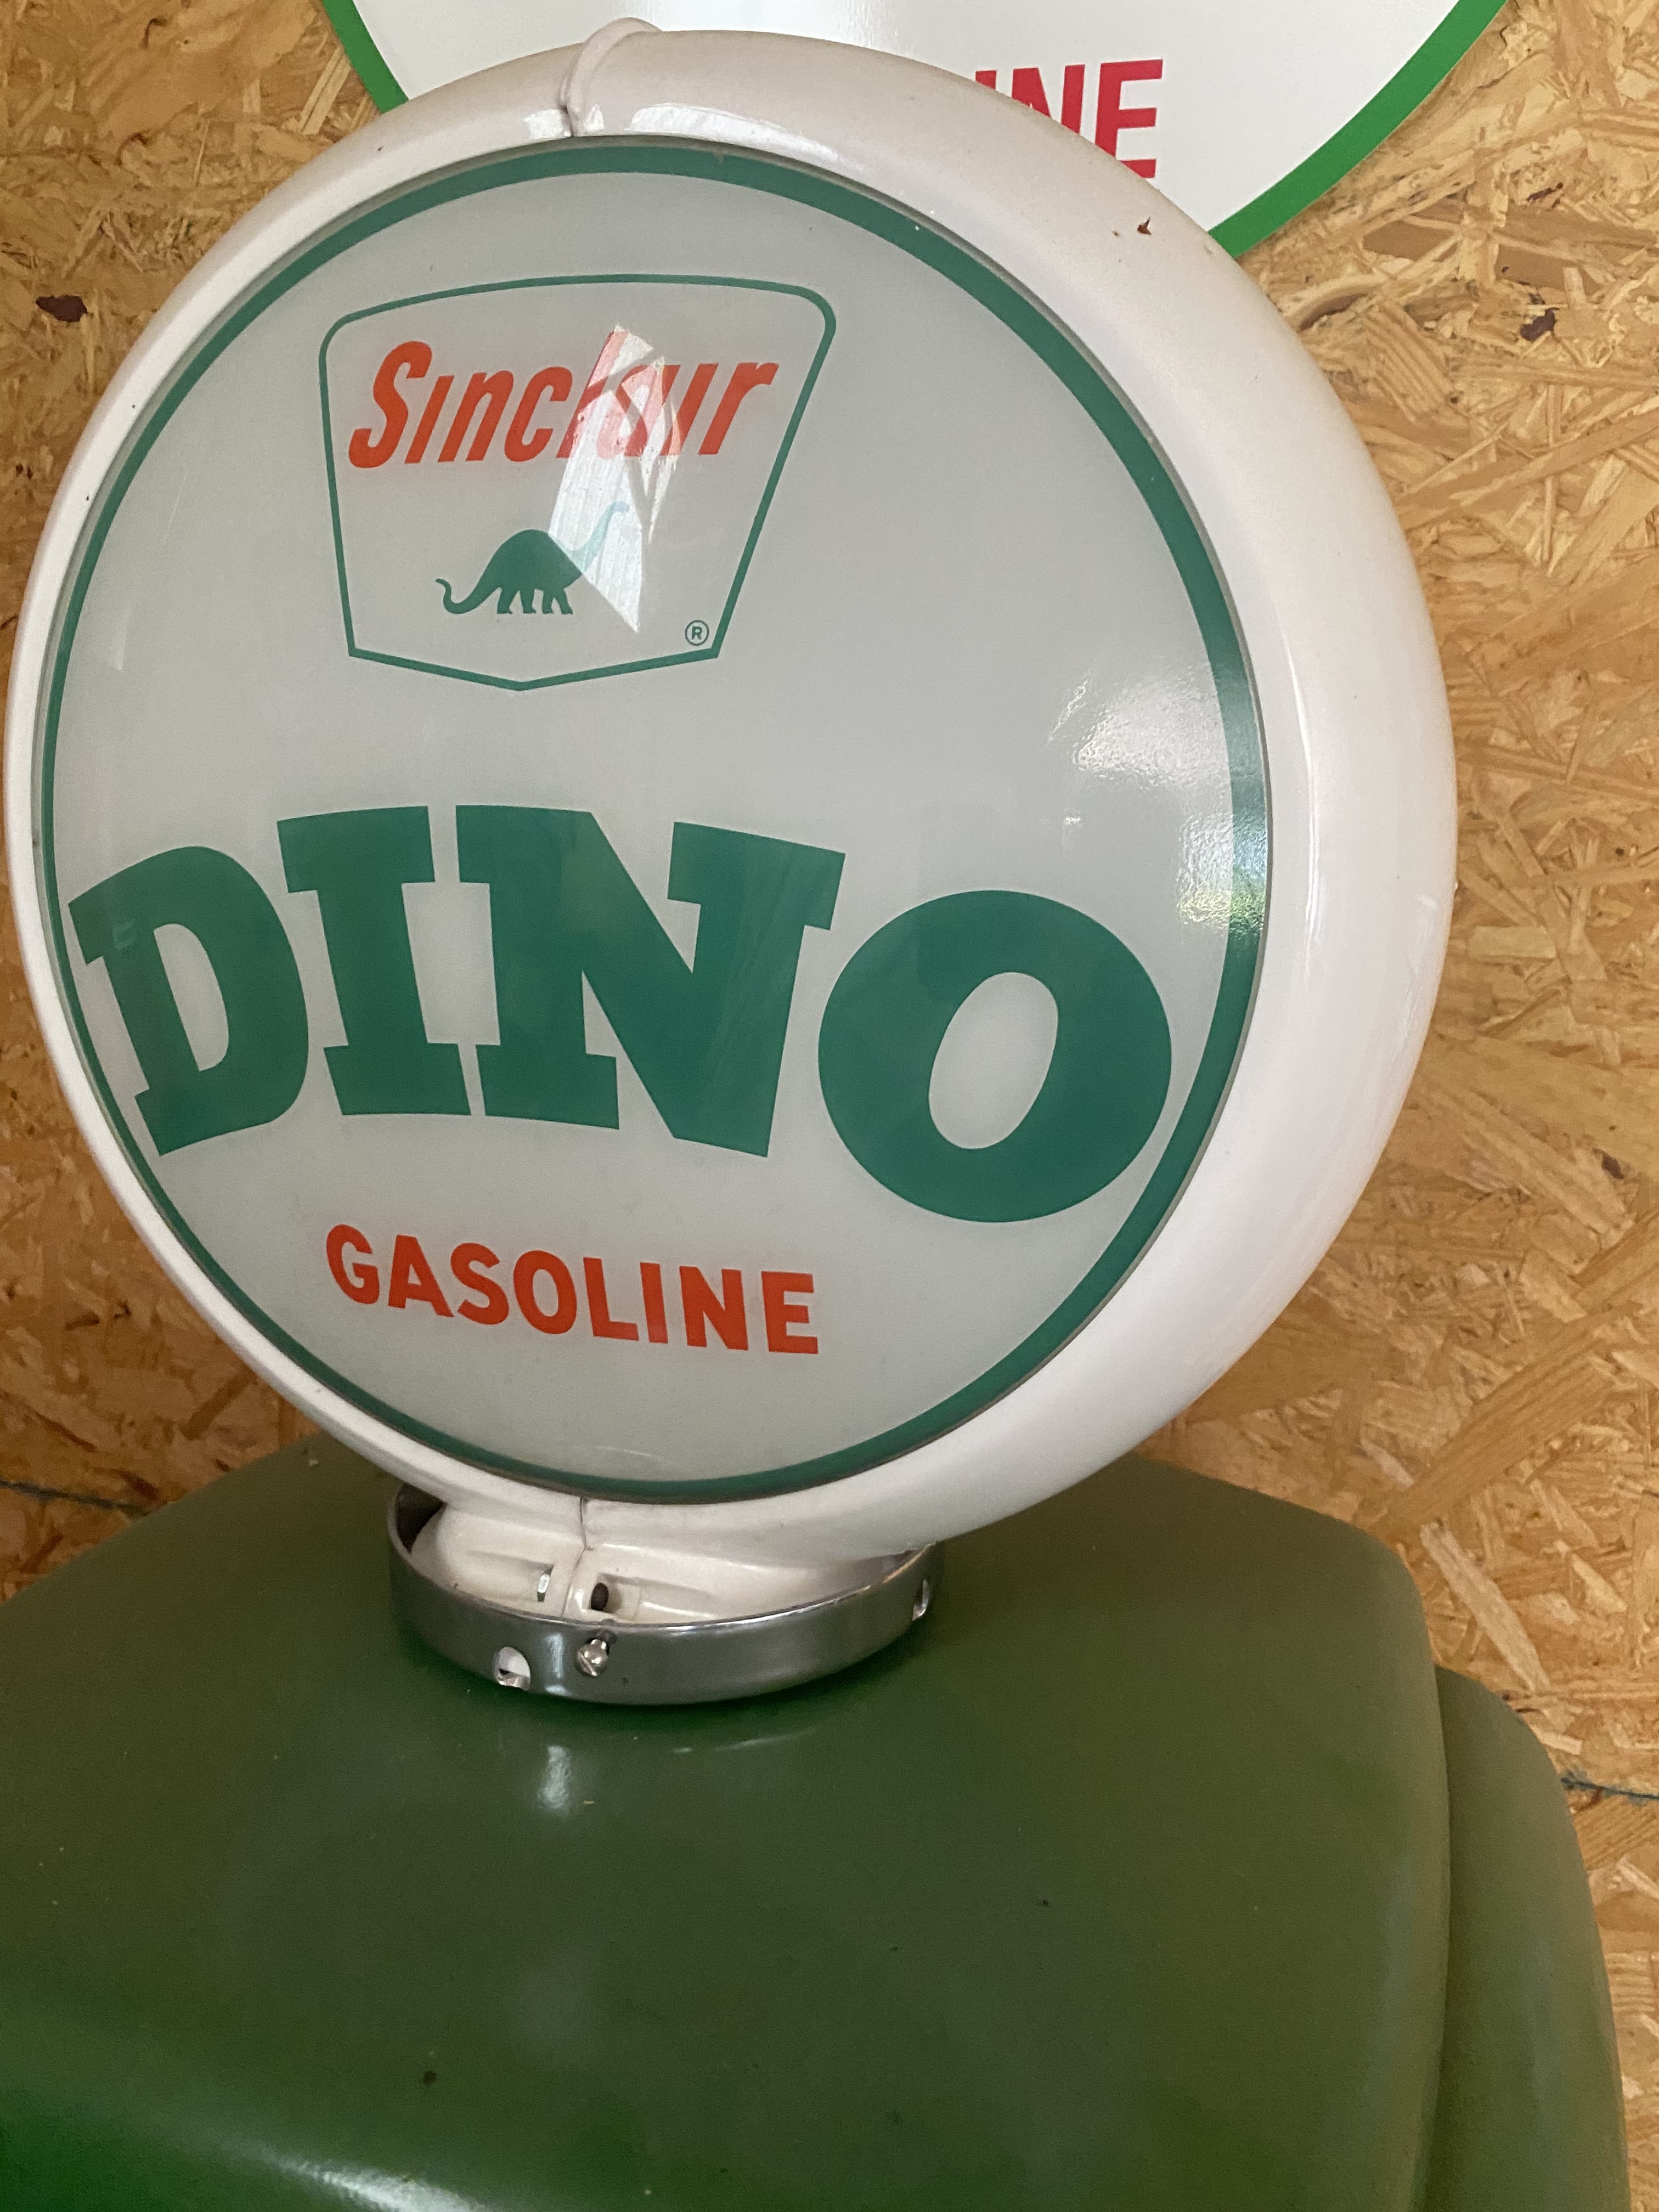 INE
Sinclair
®
DINO
GASOLINE